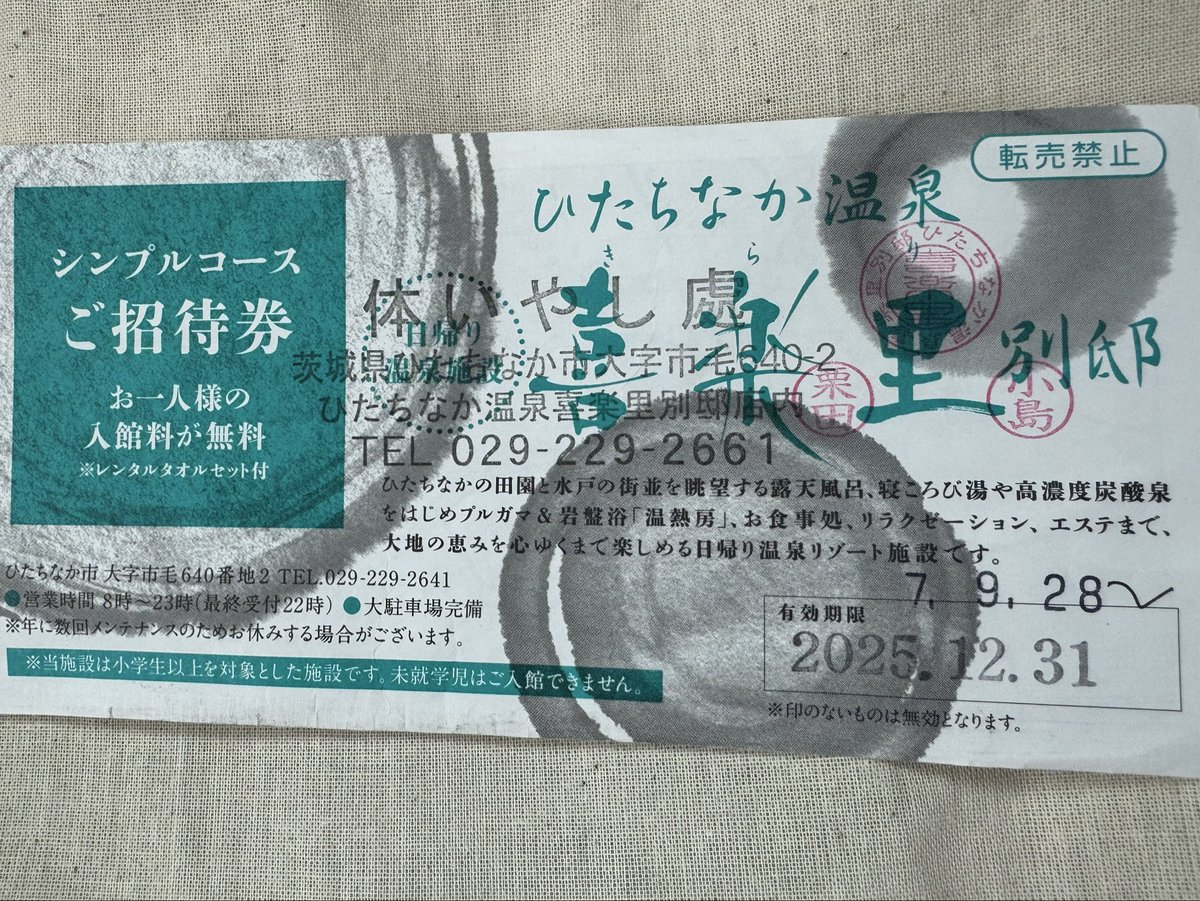 転売禁止
シンプルコース
ご招待券
お一人様の
入館料が無料
※レンタルタオルセット付
ひたちなか温泉
きらり
喜楽里 別邸
日帰り
温泉施設
体いやし處
茨城県ひたちなか市大字市毛640-2
ひたちなか温泉喜楽里別邸店内
TEL 029-229-2661
栗田
小島
ひたちなかの田園と水戸の街並を眺望する露天風呂、寝ころび湯や高濃度炭酸泉
をはじめプルガマ&岩盤浴「温熱房」、お食事処、リラクゼーション、エステまで、
大地の恵みを心ゆくまで楽しめる日帰り温泉リゾート施設です。
ひたちなか市 大字市毛640番地2 TEL.029-229-2641
●営業時間 8時~23時(最終受付22時) ●大駐車場完備
※年に数回メンテナンスのためお休みする場合がございます。
※当施設は小学生以上を対象とした施設です。未就学児はご入館できません。
7. 9. 28~
有効期限
2025.12.31
※印のないものは無効となります。